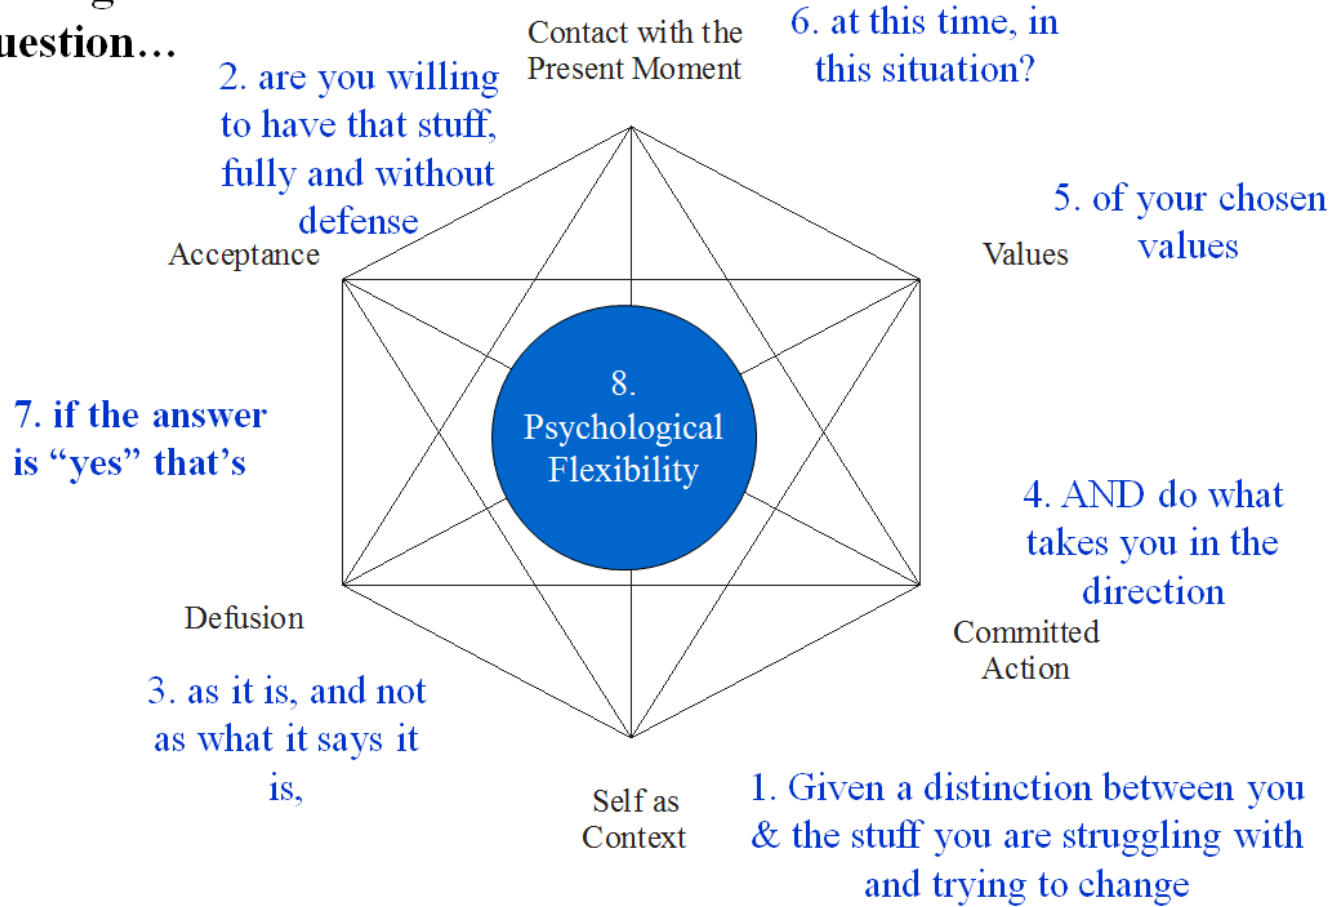 uestion…
Contact with the
Present Moment
6. at this time, in
this situation?
2. are you willing
to have that stuff,
fully and without
defense
Acceptance
5. of your chosen
values
Values
8.
Psychological
Flexibility
7. if the answer
is “yes” that’s
4. AND do what
takes you in the
direction
Defusion
Committed
Action
3. as it is, and not
as what it says it
is,
Self as
Context
1. Given a distinction between you
& the stuff you are struggling with
and trying to change